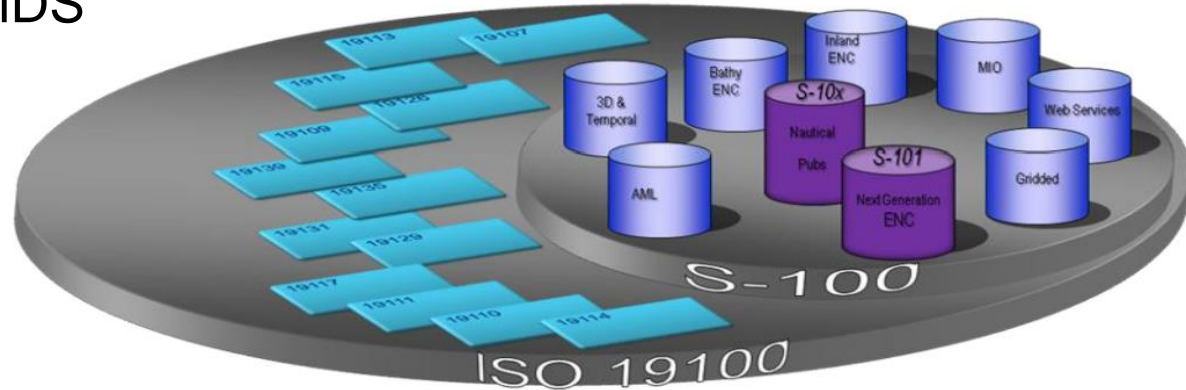 19113
19107
19115
19126
19109
19139
19135
19131
19129
19117
19111
19110
19114
3D &
Temporal
Bathy
ENC
Inland
ENC
MIO
Web Services
S-10x
Nautical
Pubs
AML
S-101
Next Generation
ENC
Gridded
S-100
ISO 19100